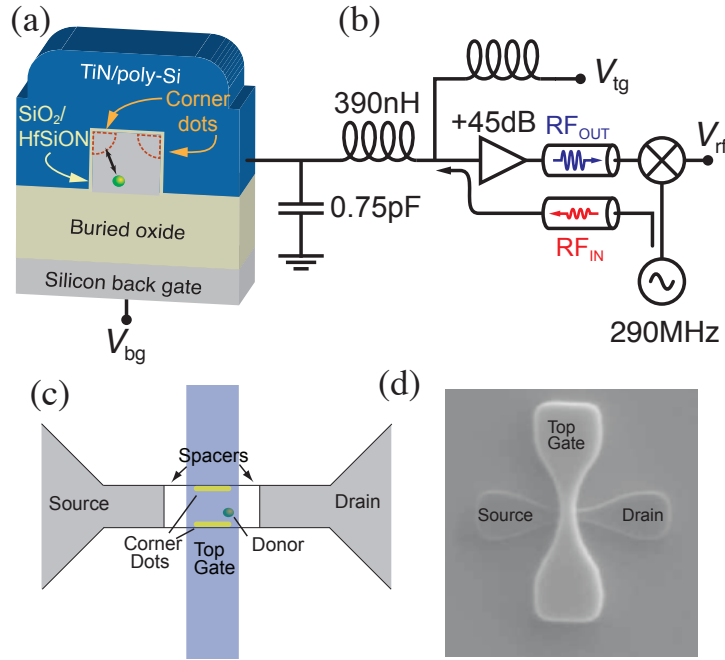 (a)
TiN/poly-Si
SiO2/
HfSiON
Corner
dots
Buried oxide
Silicon back gate
Vbg
(b)
390nH
Vtg
+45dB
RFOUT
Vrf
0.75pF
RFIN
290MHz
(c)
Spacers
Source
Drain
Corner
Dots
Top
Gate
Donor
(d)
Top
Gate
Source
Drain